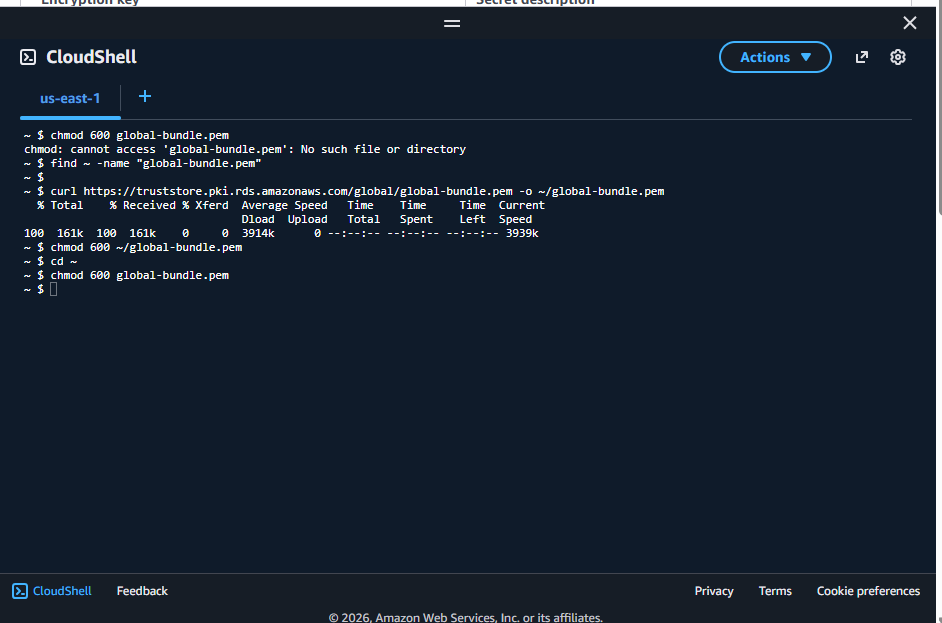 Encryption key
Secret description
CloudShell
Actions
us-east-1
+
~ $ chmod 600 global-bundle.pem
chmod: cannot access 'global-bundle.pem': No such file or directory
~ $ find ~ -name "global-bundle.pem"
~ $
~ $ curl https://truststore.pki.rds.amazonaws.com/global/global-bundle.pem -o ~/global-bundle.pem
% Total    % Received % Xferd  Average Speed   Time    Time     Time  Current
Dload  Upload   Total   Spent    Left  Speed
100  161k  100  161k    0     0  3914k      0 --:--:-- --:--:-- --:--:-- 3939k
~ $ chmod 600 ~/global-bundle.pem
~ $ cd ~
~ $ chmod 600 global-bundle.pem
~ $
CloudShell Feedback Privacy Terms Cookie preferences
© 2026, Amazon Web Services, Inc. or its affiliates.